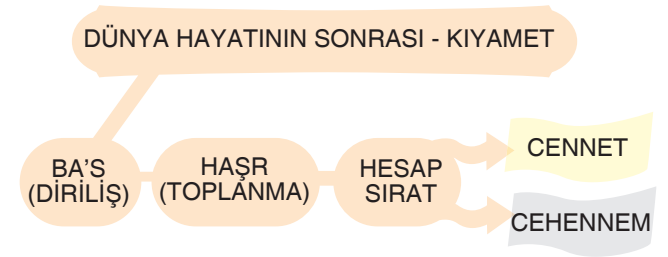 DÜNYA HAYATININ SONRASI - KIYAMET
BA'S
(DİRİLİŞ)
HAŞR
(TOPLANMA)
HESAP
SIRAT
CENNET
CEHENNEM